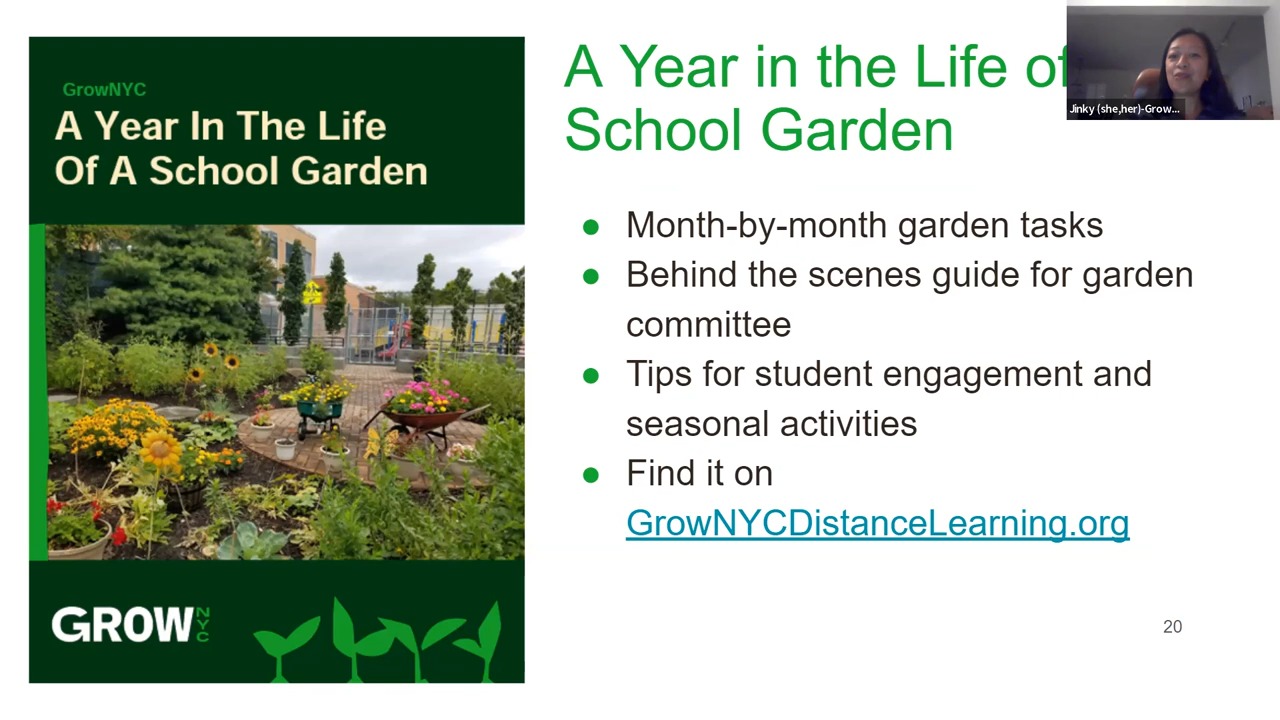 GrowNYC
A Year In The Life
Of A School Garden
GROWNYC
A Year in the Life of
School Garden
● Month-by-month garden tasks
● Behind the scenes guide for garden
committee
● Tips for student engagement and
seasonal activities
● Find it on
GrowNYCDistanceLearning.org
20
Jinky (she,her)-Grow...